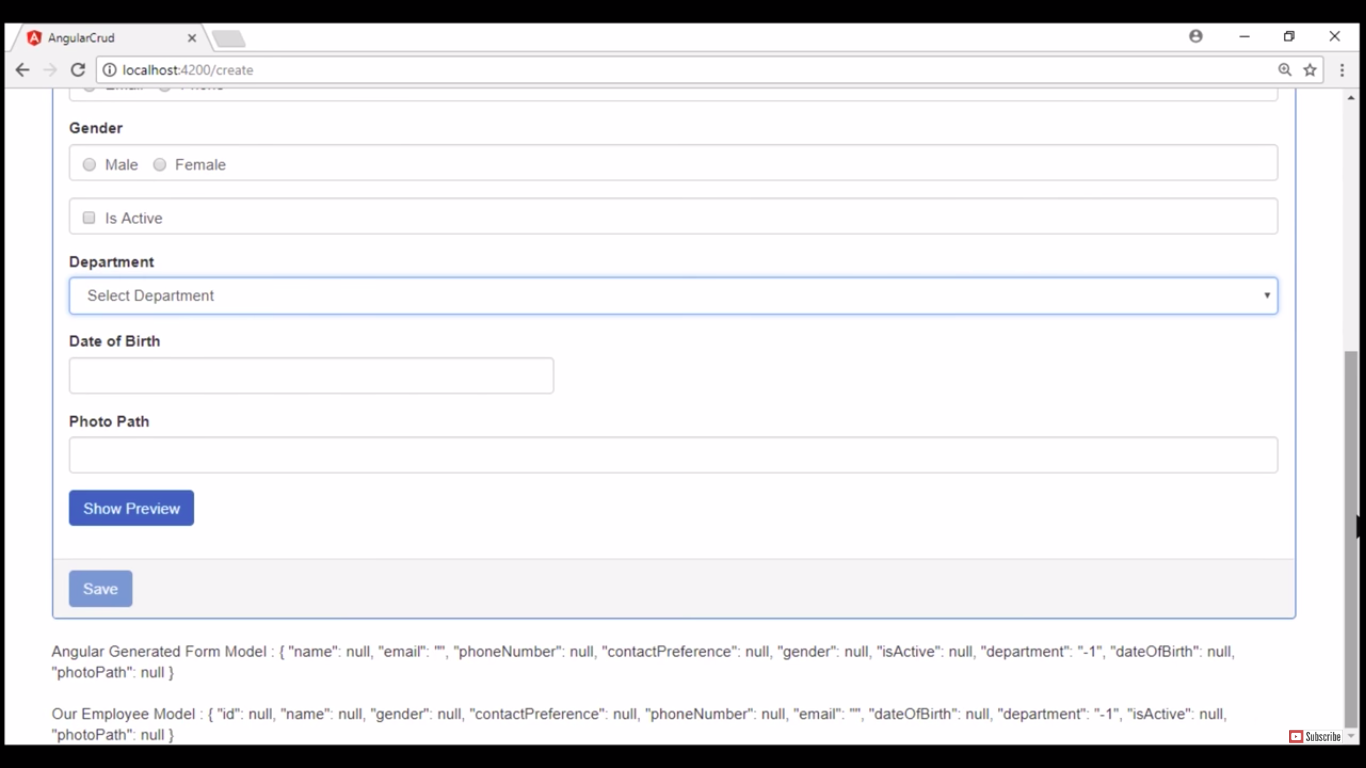 AngularCrud
localhost:4200/create
Email Phone
Gender
Male Female
Is Active
Department
Select Department
Date of Birth
Photo Path
Show Preview
Save
Angular Generated Form Model : { "name": null, "email": "", "phoneNumber": null, "contactPreference": null, "gender": null, "isActive": null, "department": "-1", "dateOfBirth": null,
"photoPath": null }
Our Employee Model : { "id": null, "name": null, "gender": null, "contactPreference": null, "phoneNumber": null, "email": "", "dateOfBirth": null, "department": "-1", "isActive": null,
"photoPath": null }
Subscribe